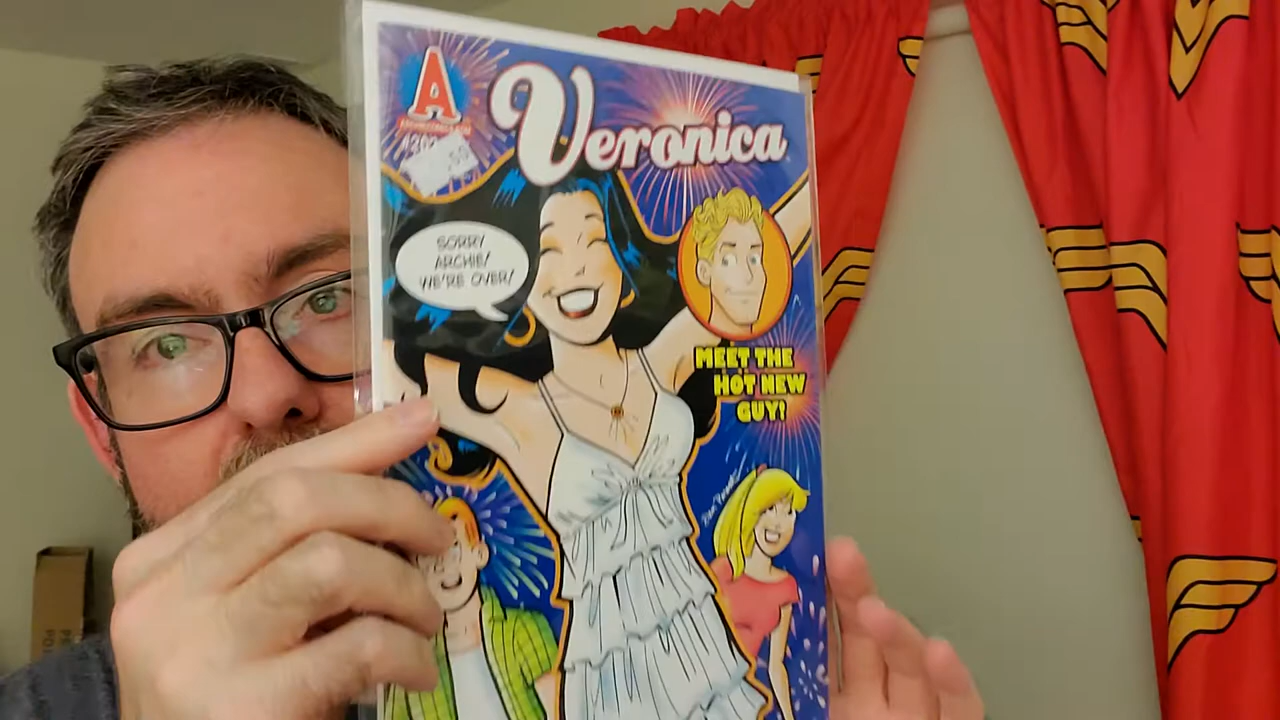 A
Veronica
SORRY
ARCHIE!
WE'RE OVER!
MEET THE
HOT NEW
GUY!